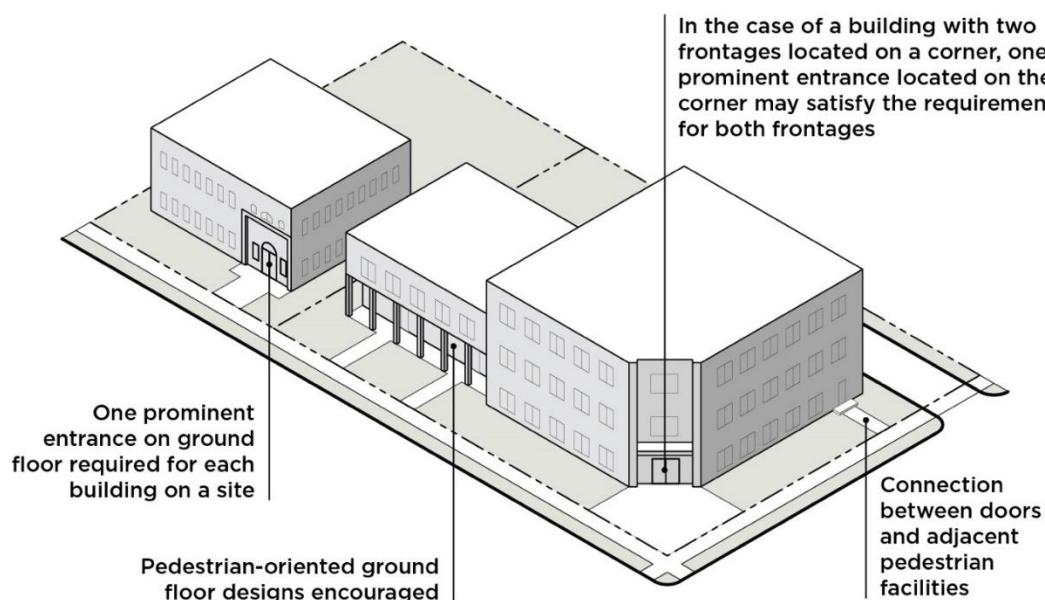 In the case of a building with two
frontages located on a corner, one
prominent entrance located on the
corner may satisfy the requiremen
for both frontages
One prominent
entrance on ground
floor required for each
building on a site
Pedestrian-oriented ground
floor designs encouraged
Connection
between doors
and adjacent
pedestrian
facilities